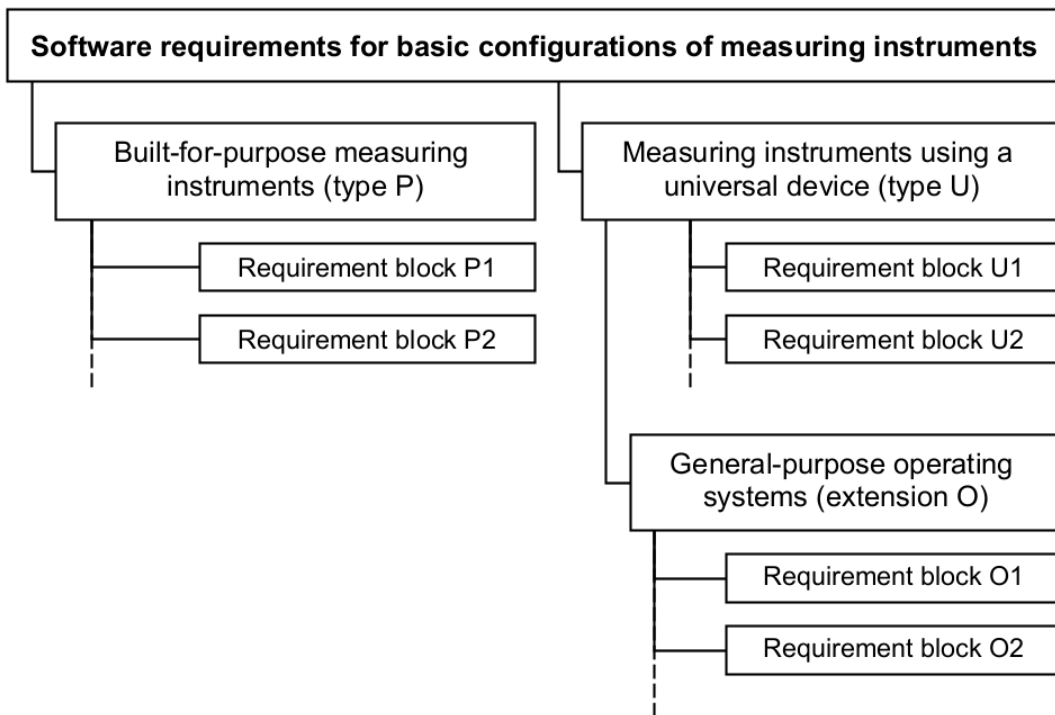 Software requirements for basic configurations of measuring instruments
Built-for-purpose measuring
instruments (type P)
Requirement block P1
Requirement block P2
Measuring instruments using a
universal device (type U)
Requirement block U1
Requirement block U2
General-purpose operating
systems (extension O)
Requirement block O1
Requirement block O2